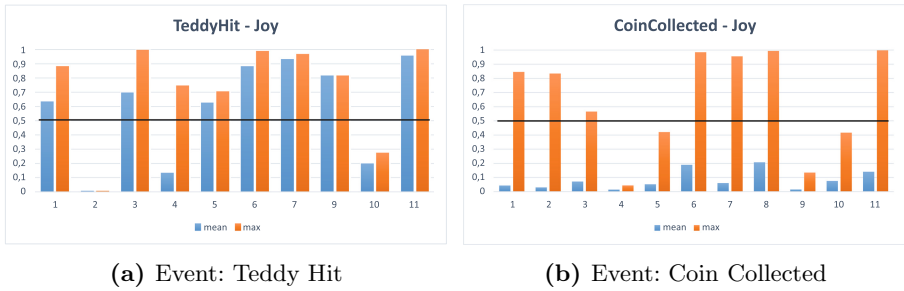 TeddyHit - Joy
1
0,9
0,8
0,7
0,6
0,5
0,4
0,3
0,2
0,1
0
1 2 3 4 5 6 7 8 9 10 11
mean max
(a) Event: Teddy Hit
CoinCollected - Joy
1
0,9
0,8
0,7
0,6
0,5
0,4
0,3
0,2
0,1
0
1 2 3 4 5 6 7 8 9 10 11
mean max
(b) Event: Coin Collected